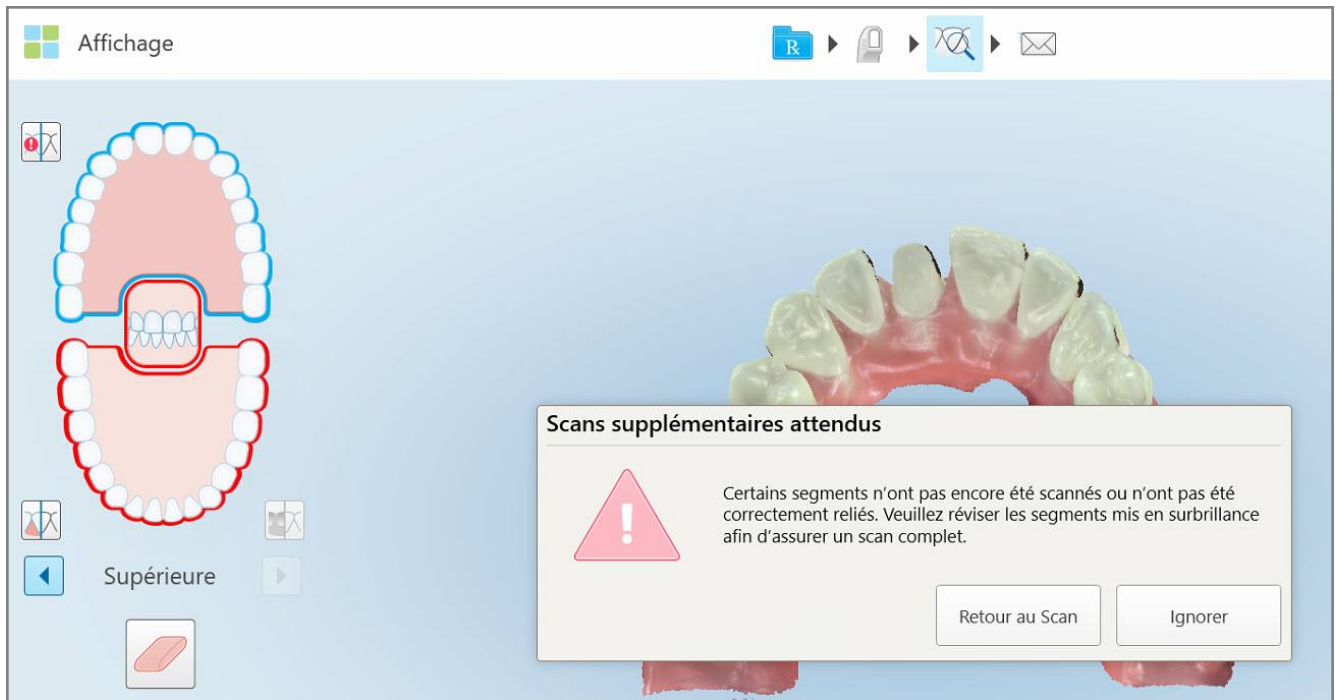 Affichage
Rx
Scans supplémentaires attendus
Certains segments n'ont pas encore été scannés ou n'ont pas été
correctement reliés. Veuillez réviser les segments mis en surbrillance
afin d'assurer un scan complet.
Supérieure
Retour au Scan
Ignorer